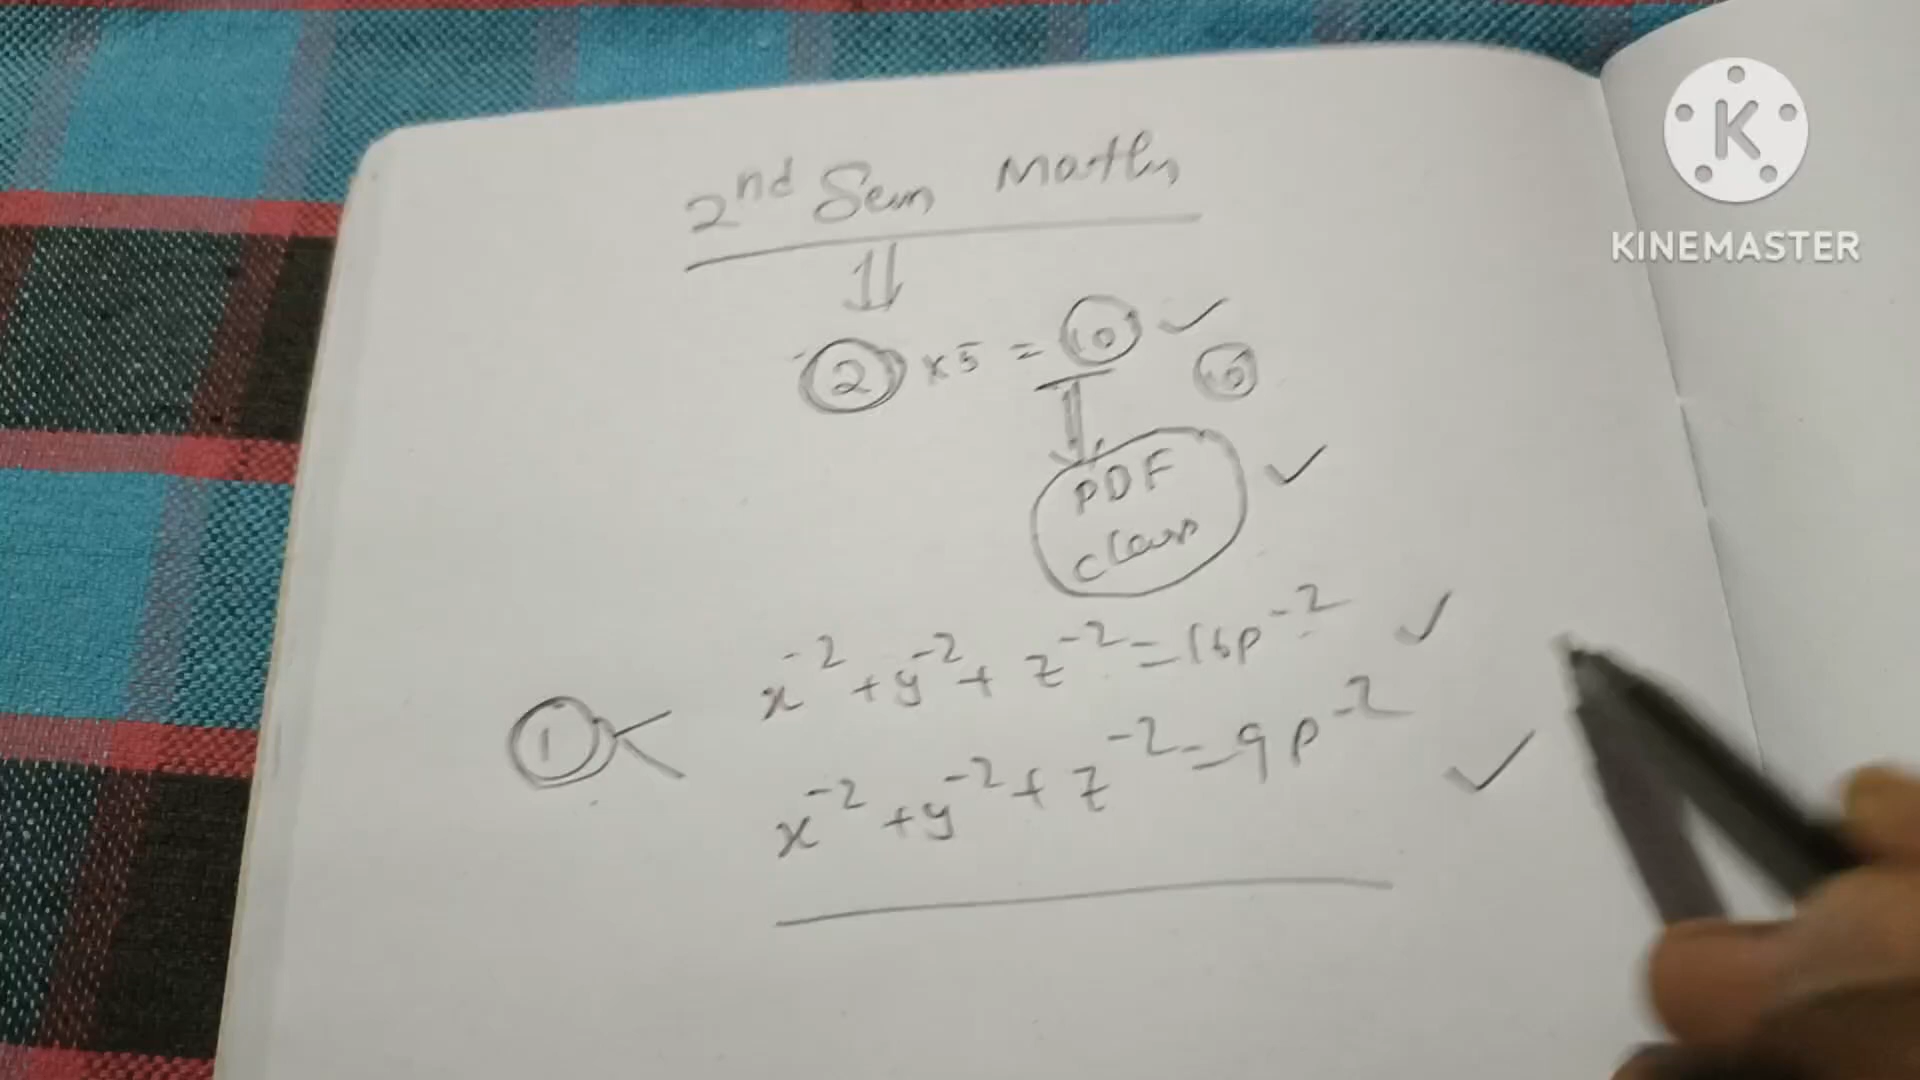 K
KINEMASTER
2nd Sem Maths
2 × 5 = 10
10
PDF
class
x⁻² + y⁻² + z⁻² = 16p⁻²
1
x⁻² + y⁻² + z⁻² = 9p⁻²